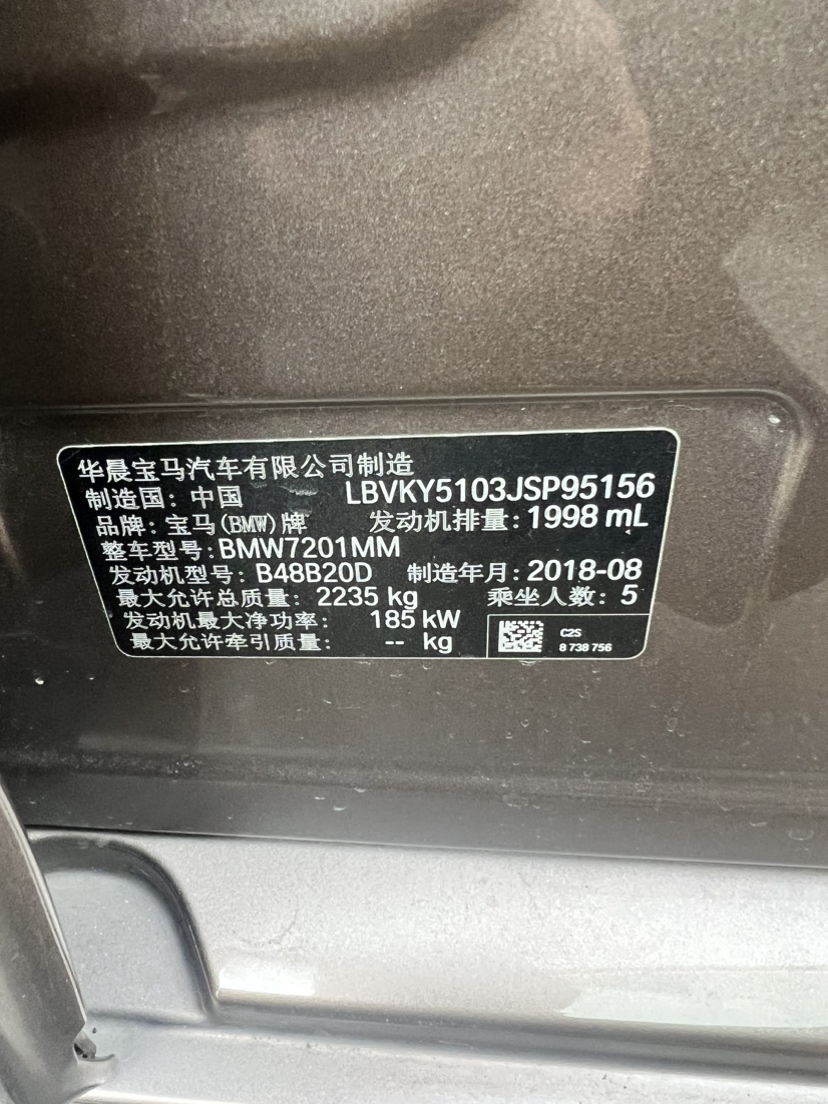 华晨宝马汽车有限公司制造
制造国: 中国 LBVKY5103JSP95156
品牌: 宝马(BMW)牌 发动机排量: 1998 mL
整车型号: BMW7201MM
发动机型号: B48B20D 制造年月: 2018-08
最大允许总质量: 2235 kg 乘坐人数: 5
发动机最大净功率: 185 kW
最大允许牵引质量: -- kg
C2S
8 738 756